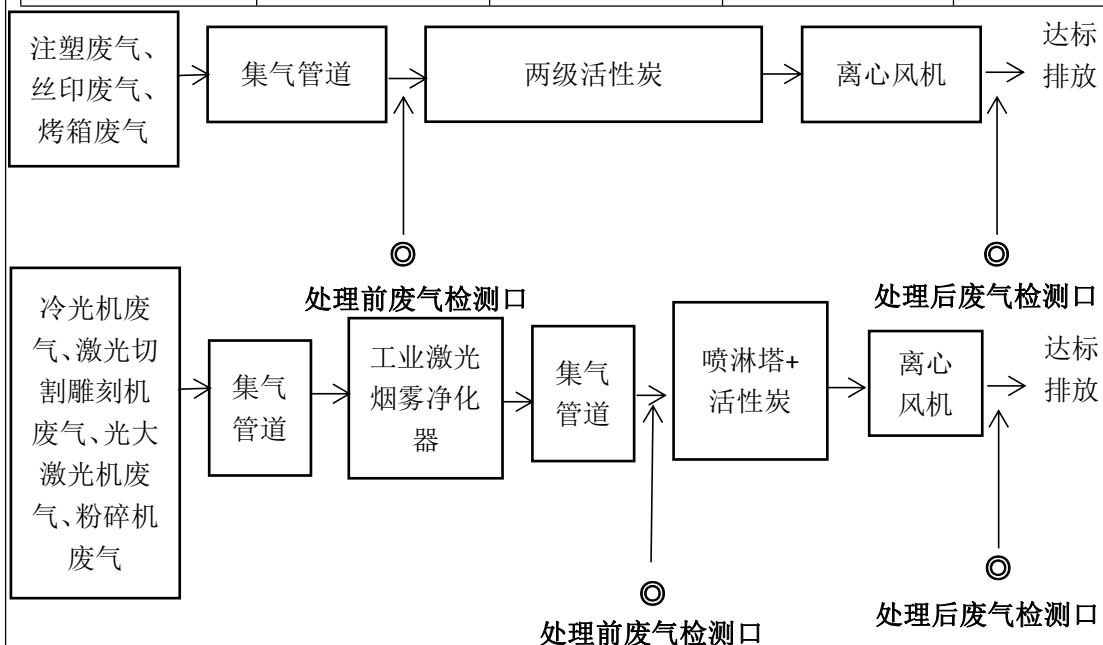 注塑废气、
丝印废气、
烤箱废气
集气管道
两级活性炭
离心风机
达标
排放
处理前废气检测口
处理后废气检测口
冷光机废
气、激光切
割雕刻机
废气、光大
激光机废
气、粉碎机
废气
集气
管道
工业激光
烟雾净化
器
集气
管道
喷淋塔+
活性炭
离心
风机
达标
排放
处理前废气检测口
处理后废气检测口